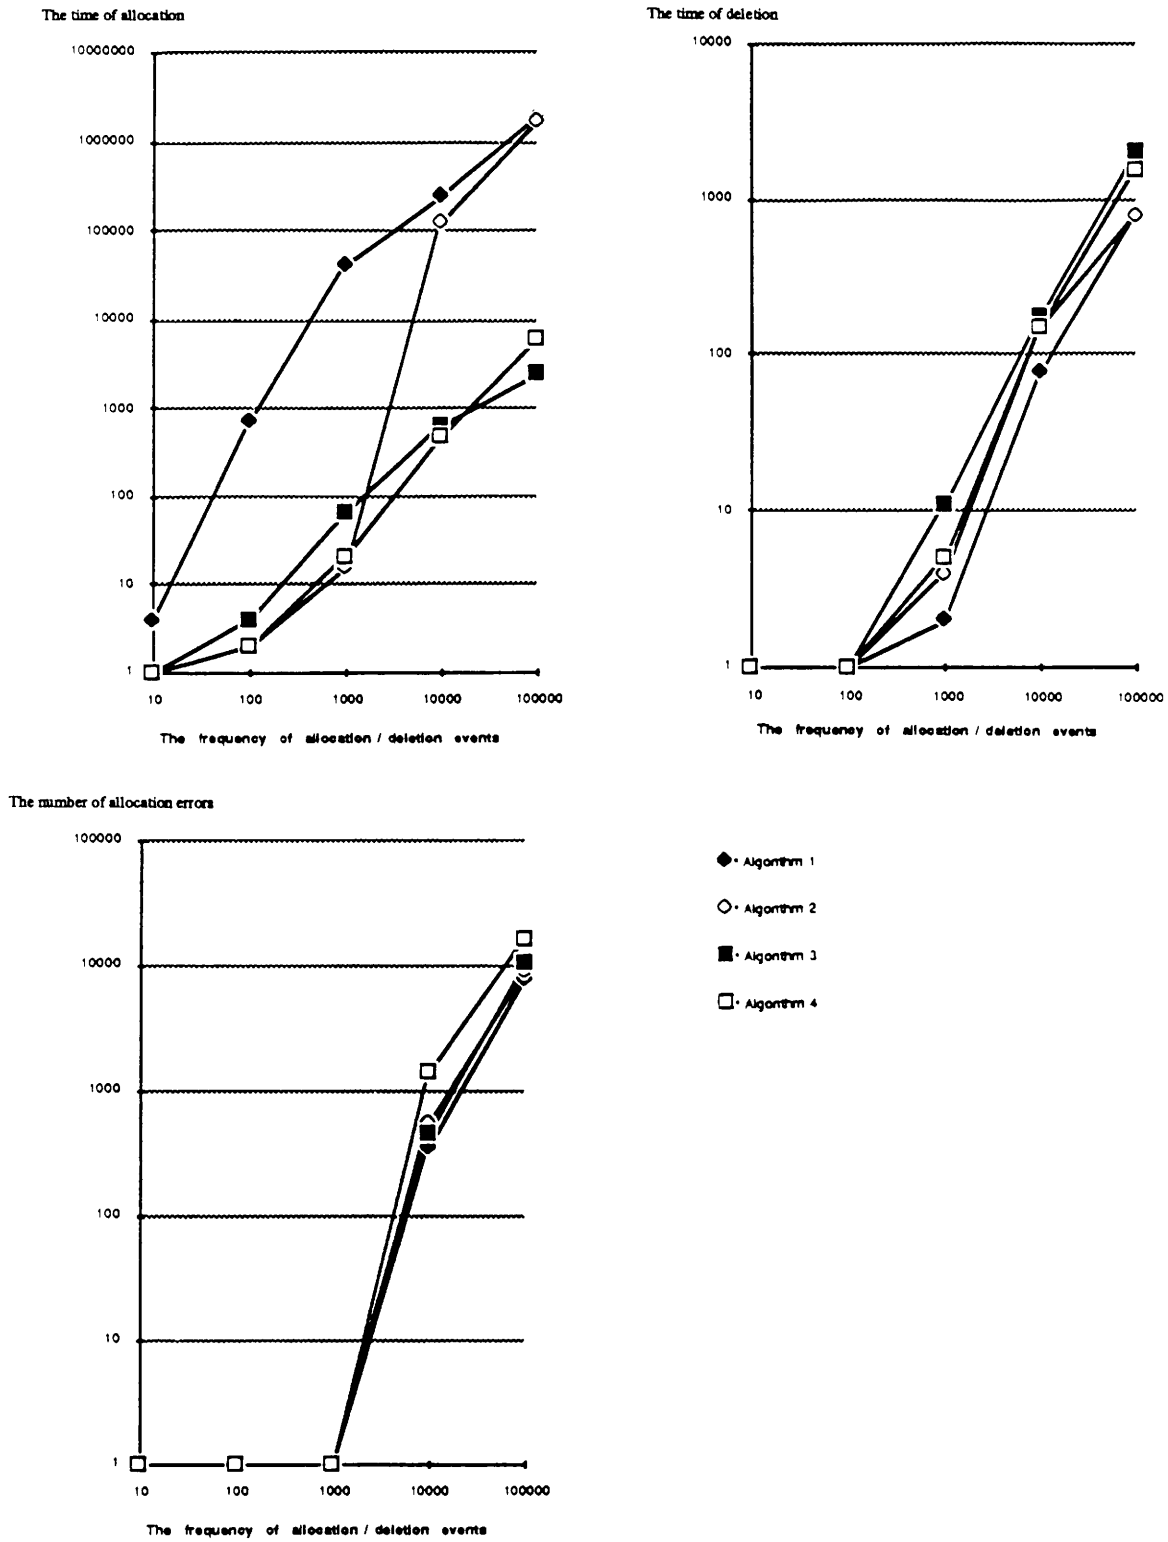 The time of allocation
10000000
1000000
100000
10000
1000
100
10
1
10 100 1000 10000 100000
The frequency of allocation / deletion events
The time of deletion
10000
1000
100
10
1
10 100 1000 10000 100000
The frequency of allocation / deletion events
The number of allocation errors
100000
10000
1000
100
10
1
10 100 1000 10000 100000
The frequency of allocation / deletion events
Algorithm 1
Algorithm 2
Algorithm 3
Algorithm 4